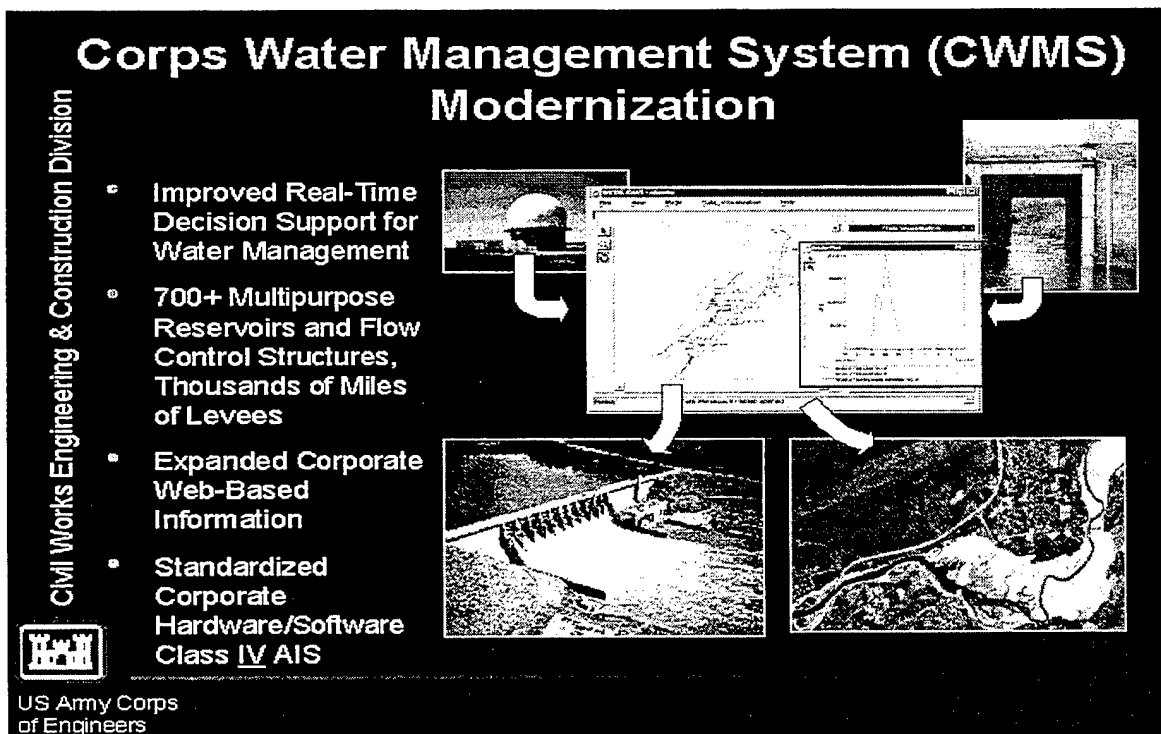 Corps Water Management System (CWMS)
Modernization
Civil Works Engineering & Construction Division
• Improved Real-Time
Decision Support for
Water Management
• 700+ Multipurpose
Reservoirs and Flow
Control Structures,
Thousands of Miles
of Levees
• Expanded Corporate
Web-Based
Information
• Standardized
Corporate
Hardware/Software
Class IV AIS
US Army Corps
of Engineers